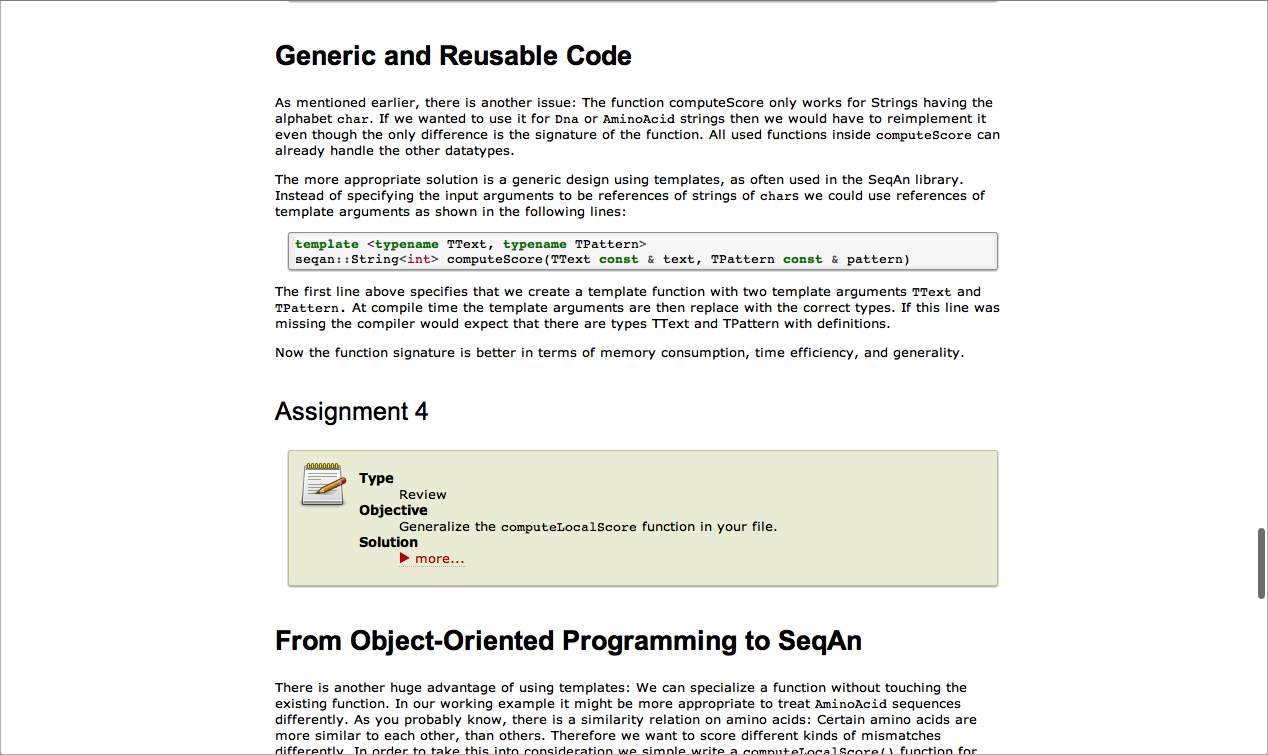 Generic and Reusable Code
As mentioned earlier, there is another issue: The function computeScore only works for Strings having the
alphabet char. If we wanted to use it for Dna or AminoAcid strings then we would have to reimplement it
even though the only difference is the signature of the function. All used functions inside computeScore can
already handle the other datatypes.
The more appropriate solution is a generic design using templates, as often used in the SeqAn library.
Instead of specifying the input arguments to be references of strings of chars we could use references of
template arguments as shown in the following lines:
template <typename TText, typename TPattern>
seqan::String<int> computeScore(TText const & text, TPattern const & pattern)
The first line above specifies that we create a template function with two template arguments TText and
TPattern. At compile time the template arguments are then replace with the correct types. If this line was
missing the compiler would expect that there are types TText and TPattern with definitions.
Now the function signature is better in terms of memory consumption, time efficiency, and generality.
Assignment 4
Type
Review
Objective
Generalize the computeLocalScore function in your file.
Solution
more...
From Object-Oriented Programming to SeqAn
There is another huge advantage of using templates: We can specialize a function without touching the
existing function. In our working example it might be more appropriate to treat AminoAcid sequences
differently. As you probably know, there is a similarity relation on amino acids: Certain amino acids are
more similar to each other, than others. Therefore we want to score different kinds of mismatches
differently. In order to take this into consideration we simple write a computeLocalScore() function for